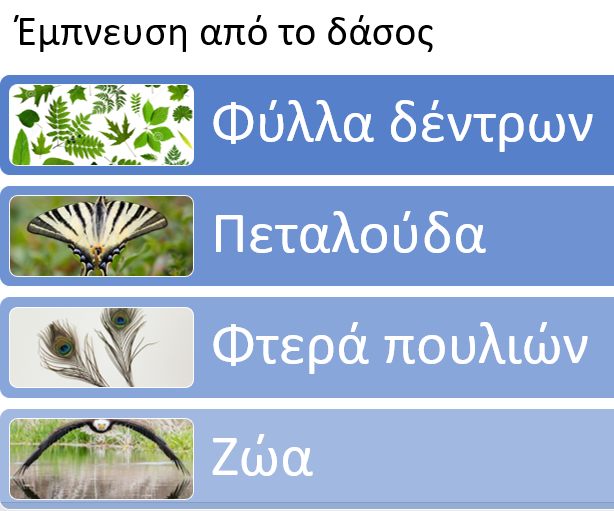 Έμπνευση από το δάσος
Φύλλα δέντρων
Πεταλούδα
Φτερά πουλιών
Ζώα